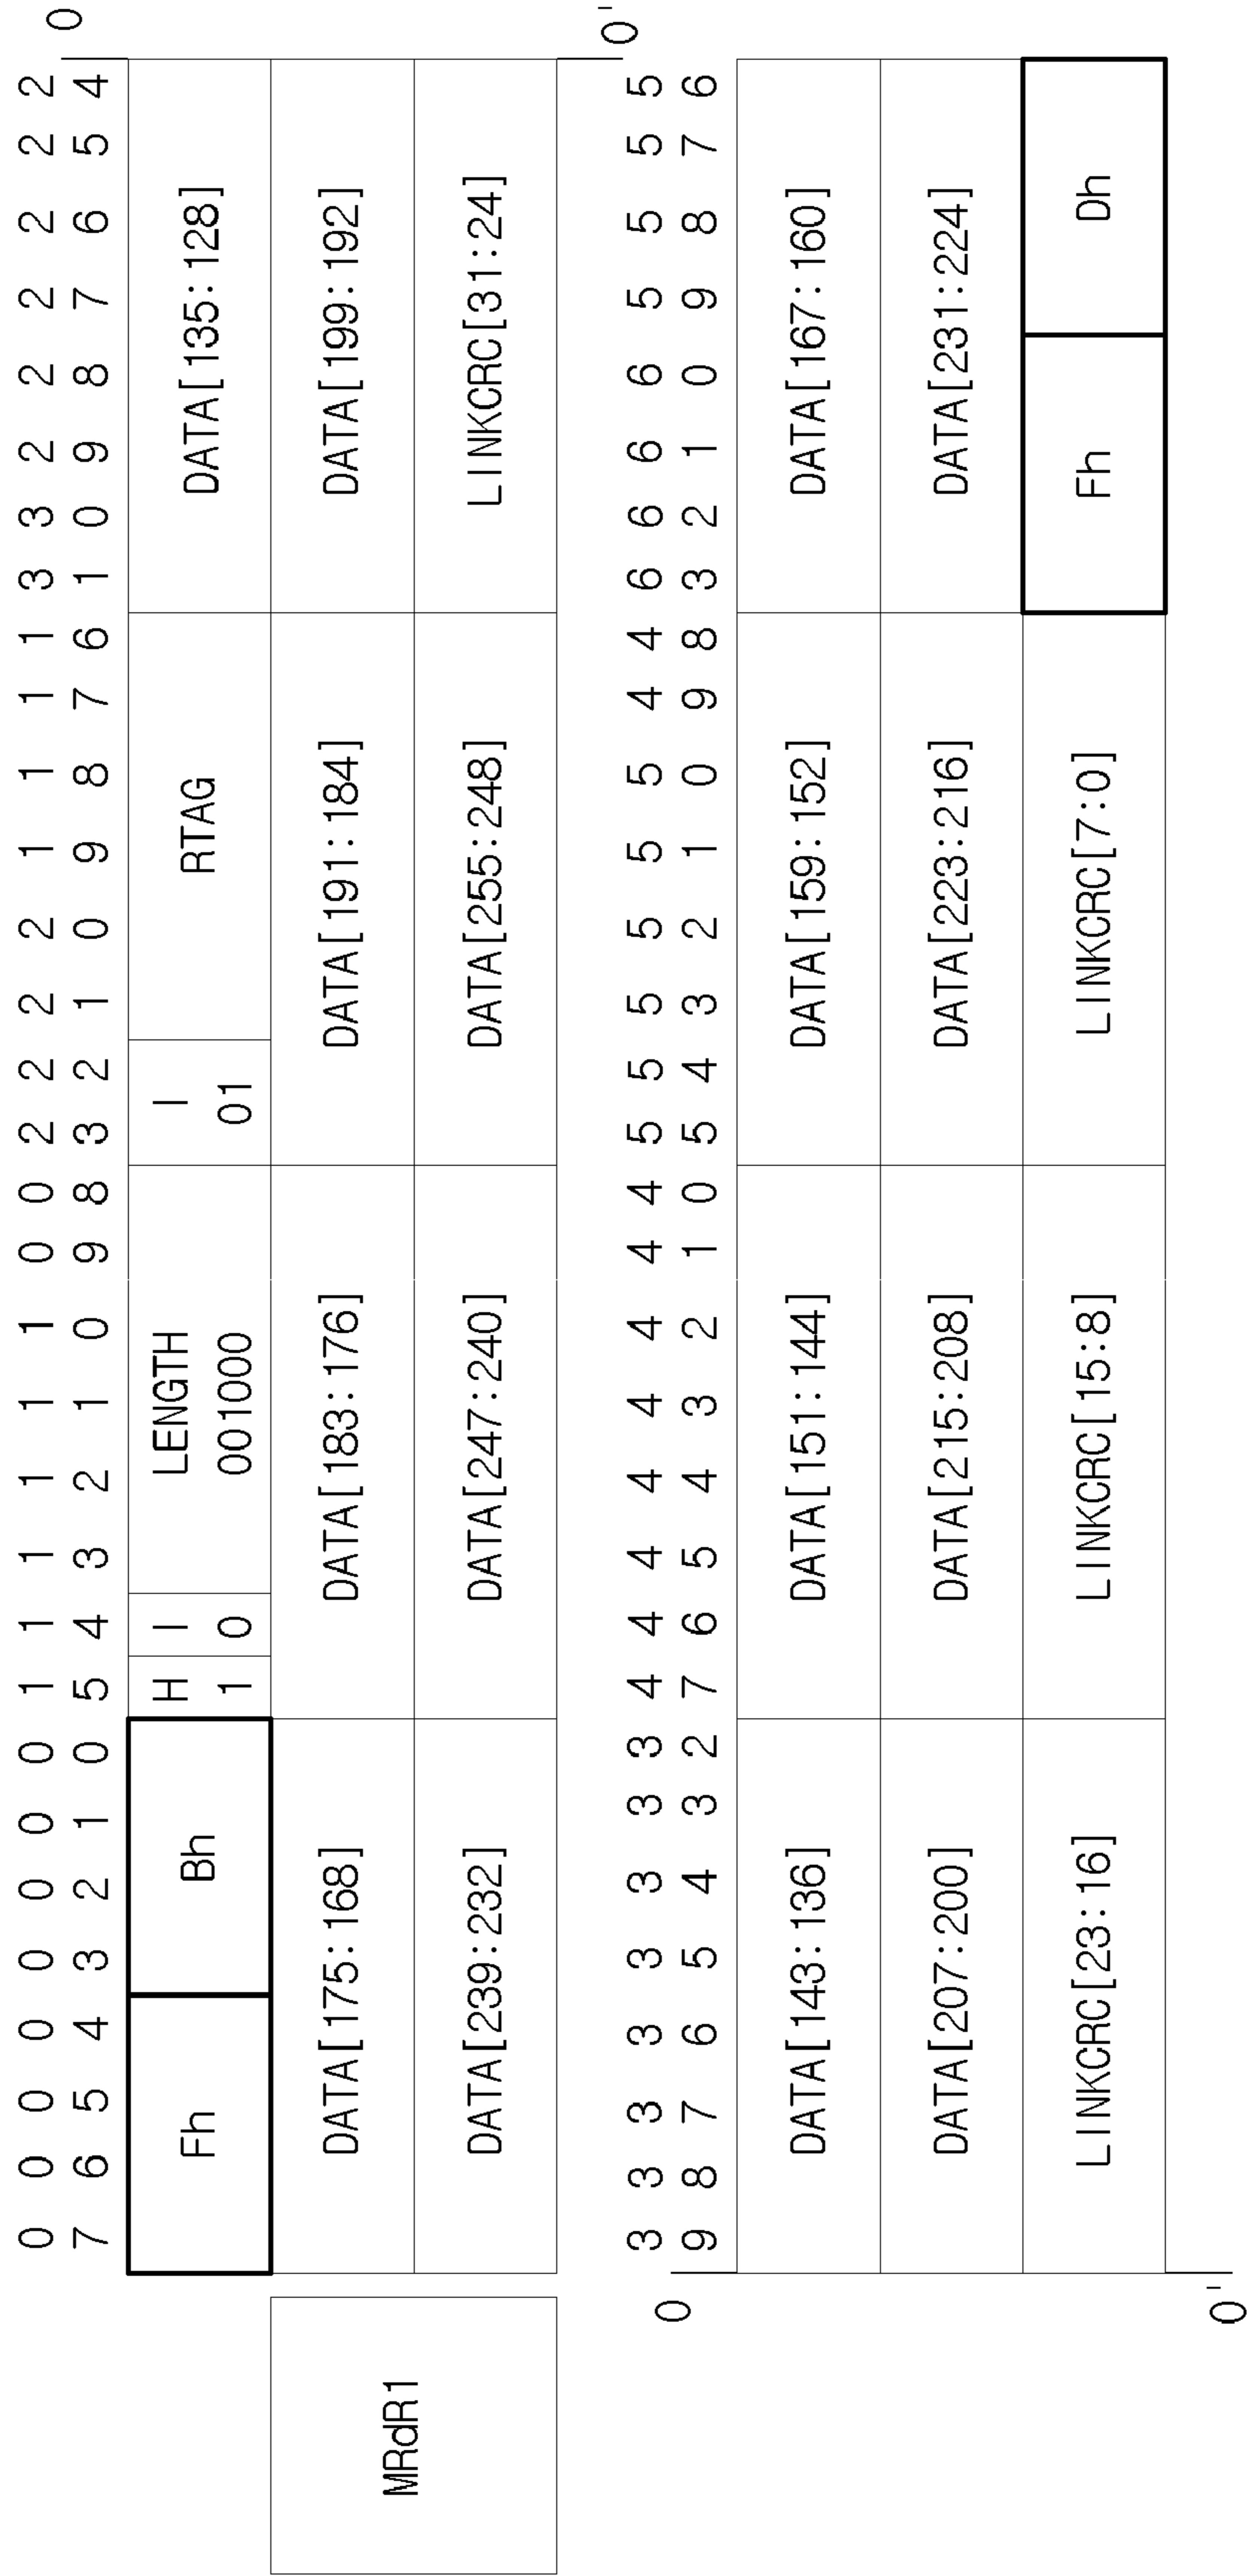 0 0 0 0 0 0 0 0 1 1 1 1 1 1 0 0 2 2 2 2 1 1 1 1 3 3 2 2 2 2 2 2
7 6 5 4 3 2 1 0 5 4 3 2 1 0 9 8 3 2 1 0 9 8 7 6 1 0 9 8 7 6 5 4
0
Fh Bh H I LENGTH I RTAG DATA[135:128]
1 0 001000 01
DATA[175:168] DATA[183:176] DATA[191:184] DATA[199:192]
MRdR1
DATA[239:232] DATA[247:240] DATA[255:248] LINKCRC[31:24]
0'
3 3 3 3 3 3 3 3 4 4 4 4 4 4 4 4 5 5 5 5 5 5 4 4 6 6 6 6 5 5 5 5
9 8 7 6 5 4 3 2 7 6 5 4 3 2 1 0 5 4 3 2 1 0 9 8 3 2 1 0 9 8 7 6
0
DATA[143:136] DATA[151:144] DATA[159:152] DATA[167:160]
DATA[207:200] DATA[215:208] DATA[223:216] DATA[231:224]
LINKCRC[23:16] LINKCRC[15:8] LINKCRC[7:0] Fh Dh
0'